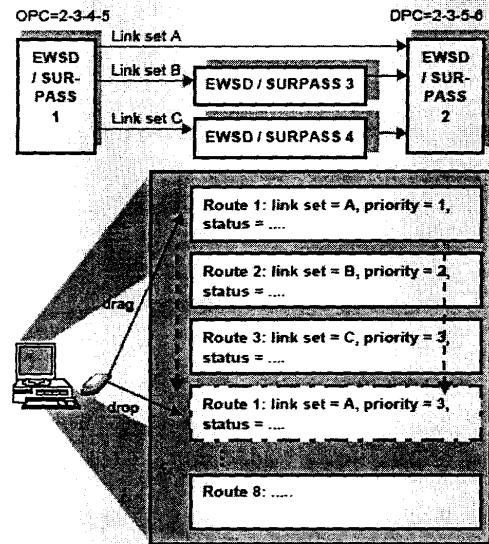 OPC=2-3-4-5
DPC=2-3-5-6
Link set A
EWSD
/ SUR-
PASS
1
Link set B
EWSD / SURPASS 3
Link set C
EWSD / SURPASS 4
EWSD
/ SUR-
PASS
2
Route 1: link set = A, priority = 1,
status = ....
Route 2: link set = B, priority = 2,
status = ....
drag
Route 3: link set = C, priority = 3,
status = ....
drop
Route 1: link set = A, priority = 3,
status = ....
Route 8: .....